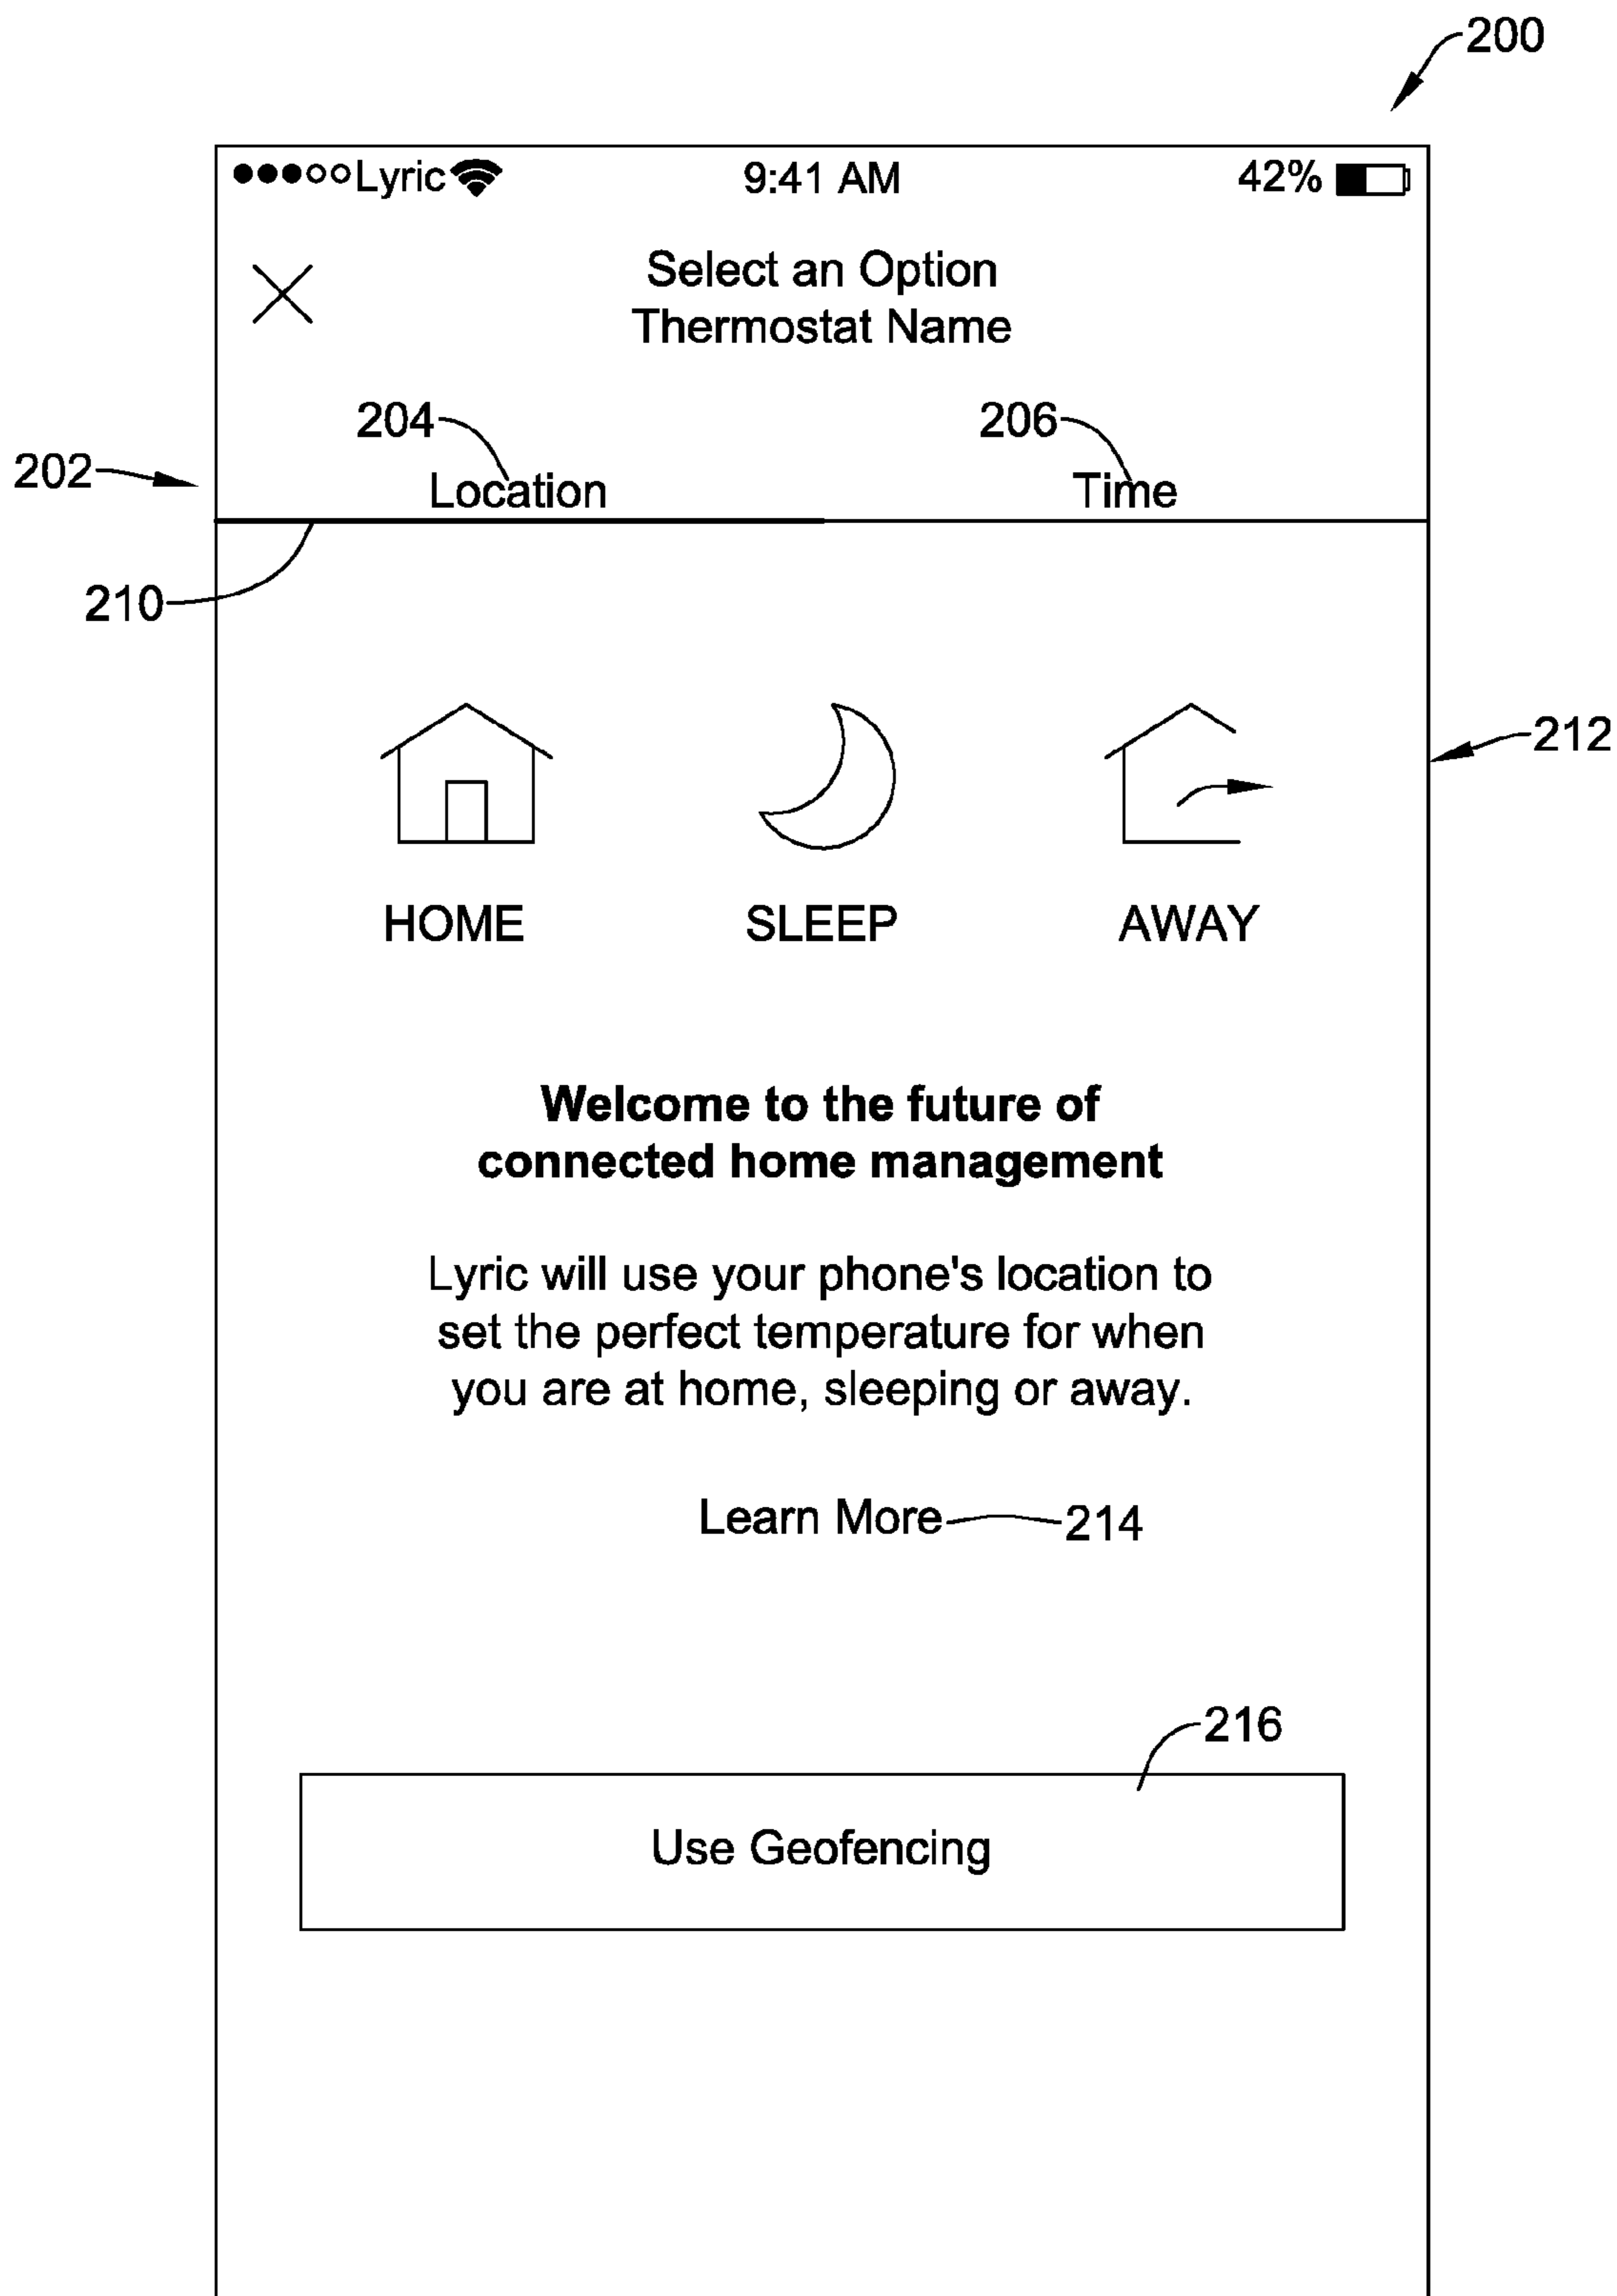 200
Lyric 9:41 AM 42%
Select an Option
Thermostat Name
204 206
202
Location Time
210
212
HOME SLEEP AWAY
Welcome to the future of
connected home management
Lyric will use your phone's location to
set the perfect temperature for when
you are at home, sleeping or away.
Learn More 214
216
Use Geofencing